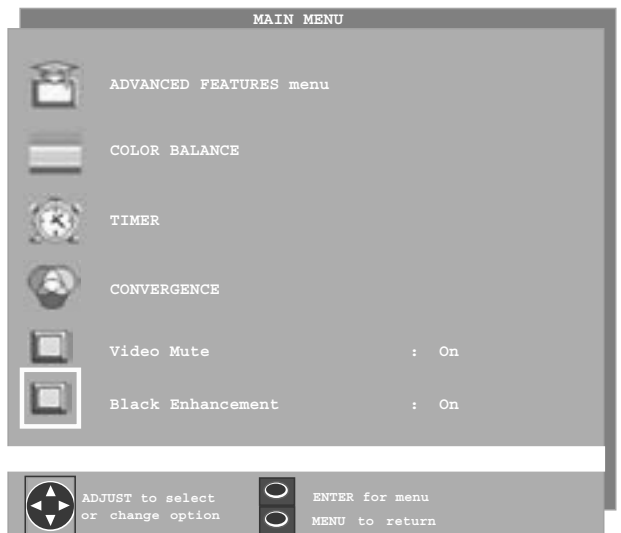 MAIN MENU
ADVANCED FEATURES menu
COLOR BALANCE
TIMER
CONVERGENCE
Video Mute : On
Black Enhancement : On
ADJUST to select
or change option
ENTER for menu
MENU to return